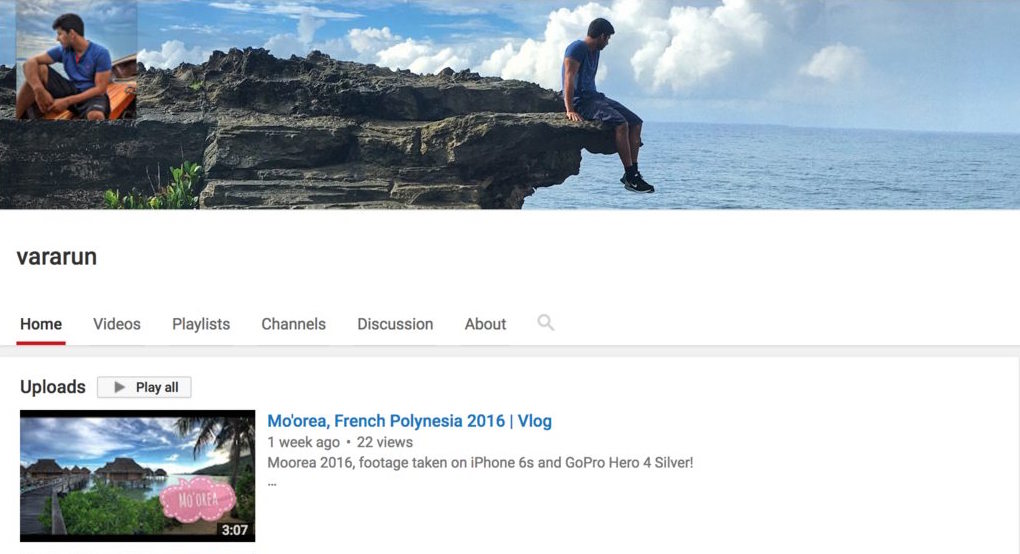 vararun
Home Videos Playlists Channels Discussion About
Uploads Play all
Mo'orea, French Polynesia 2016 | Vlog
1 week ago • 22 views
Moorea 2016, footage taken on iPhone 6s and GoPro Hero 4 Silver!
...
MO'OREA
3:07